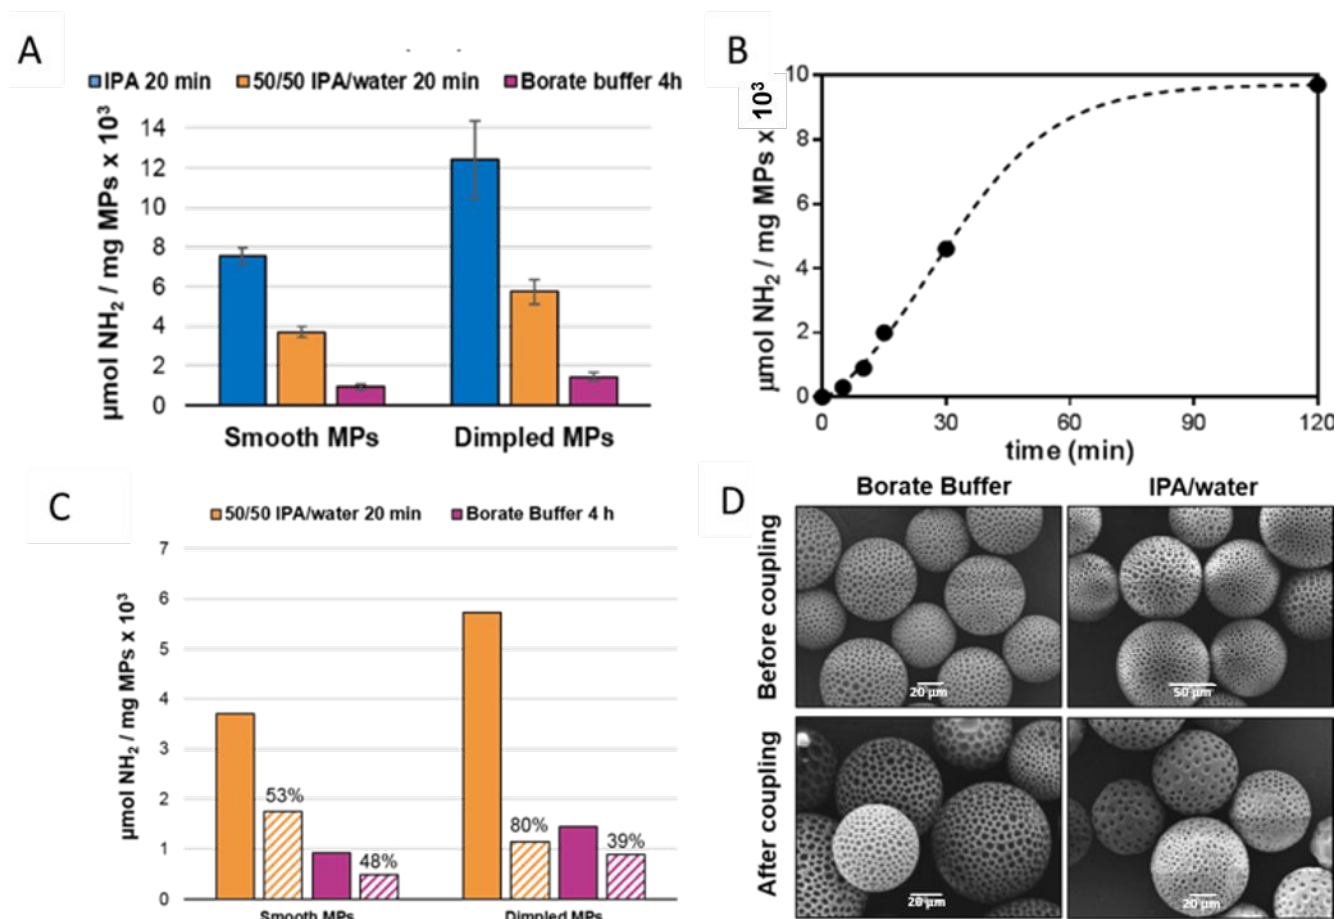 A
IPA 20 min 50/50 IPA/water 20 min Borate buffer 4h
µmol NH₂ / mg MPs x 10³
14
12
10
8
6
4
2
0
Smooth MPs Dimpled MPs
B
µmol NH₂ / mg MPs x 10³
10
8
6
4
2
0
0 30 60 90 120
time (min)
C
50/50 IPA/water 20 min Borate Buffer 4 h
µmol NH₂ / mg MPs x 10³
7
6
5
4
3
2
1
0
53%
48%
80%
39%
Smooth MPs Dimpled MPs
D
Borate Buffer IPA/water
Before coupling
20 µm 50 µm
After coupling
20 µm 20 µm